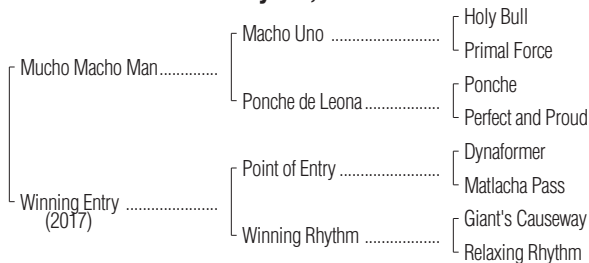 Holy Bull
Macho Uno ......................
Primal Force
Mucho Macho Man.............
Ponche
Ponche de Leona...............
Perfect and Proud
Dynaformer
Point of Entry ....................
Matlacha Pass
Winning Entry ....................
(2017)
Giant's Causeway
Winning Rhythm ...............
Relaxing Rhythm